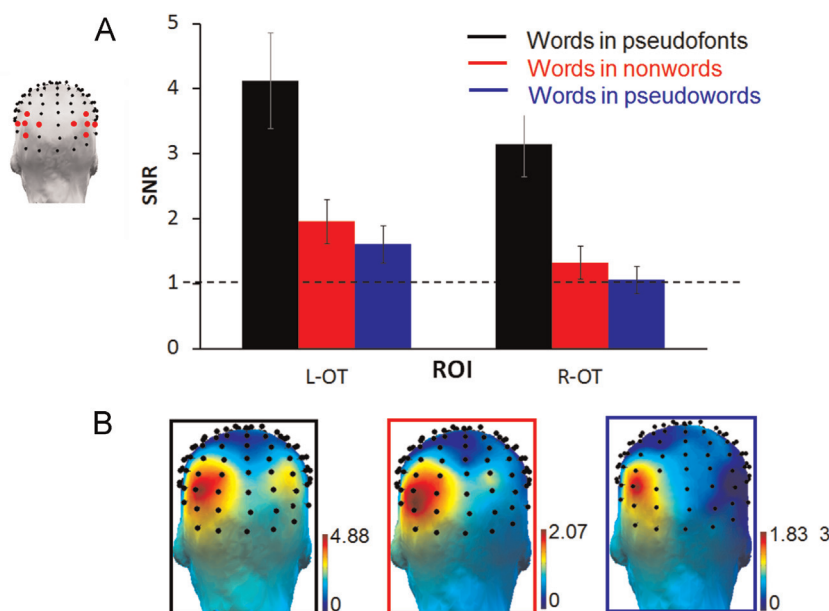 A
5
4
3
2
1
0
SNR
Words in pseudofonts
Words in nonwords
Words in pseudowords
L-OT
ROI
R-OT
B
4.88
0
2.07
0
1.83 3
0